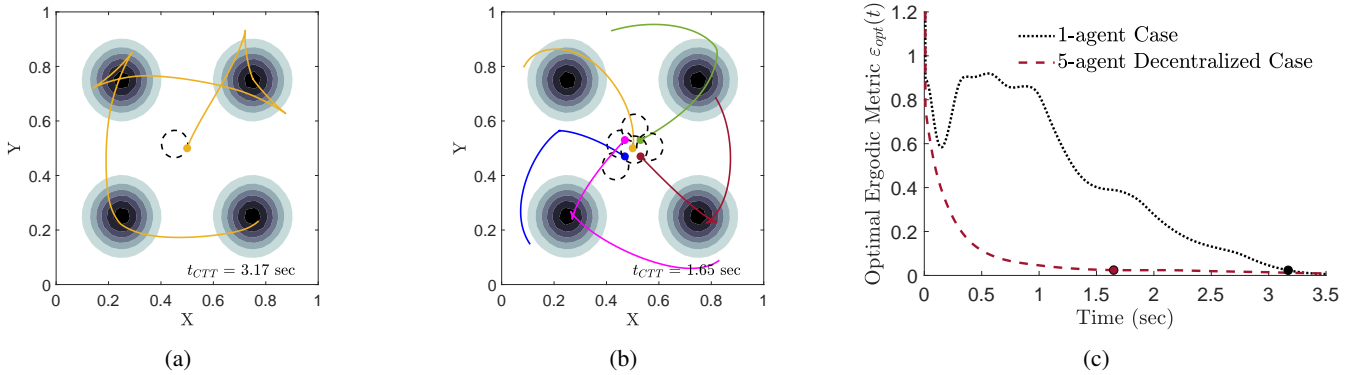 1
0.8
0.6
Y
0.4
0.2
0
0 0.2 0.4 0.6 0.8 1
X
t_CTT = 3.17 sec
(a)
1
0.8
0.6
Y
0.4
0.2
0
0 0.2 0.4 0.6 0.8 1
X
t_CTT = 1.65 sec
(b)
Optimal Ergodic Metric ε_opt(t)
1.2
1
0.8
0.6
0.4
0.2
0
0 0.5 1 1.5 2 2.5 3 3.5
Time (sec)
1-agent Case
5-agent Decentralized Case
(c)